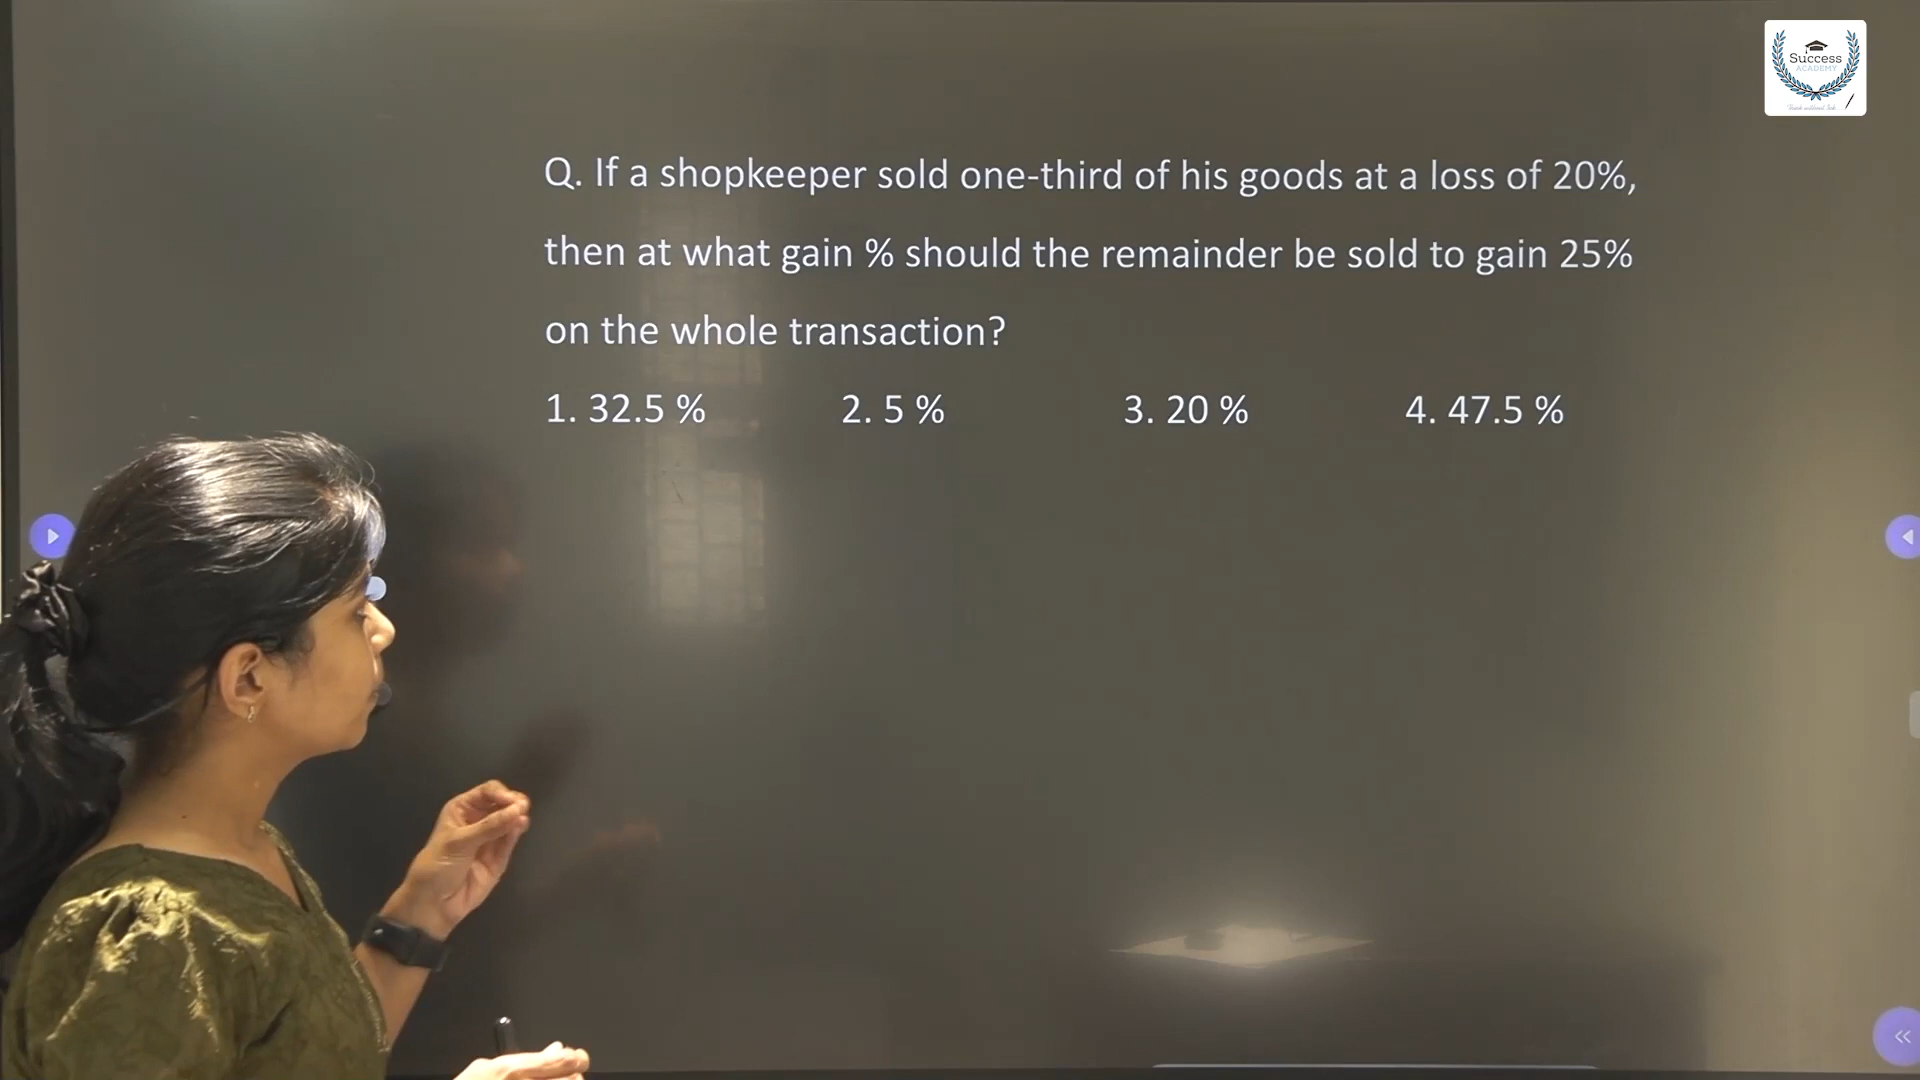 Success
ACADEMY
Q. If a shopkeeper sold one-third of his goods at a loss of 20%,
then at what gain % should the remainder be sold to gain 25%
on the whole transaction?
1. 32.5 % 2. 5 % 3. 20 % 4. 47.5 %